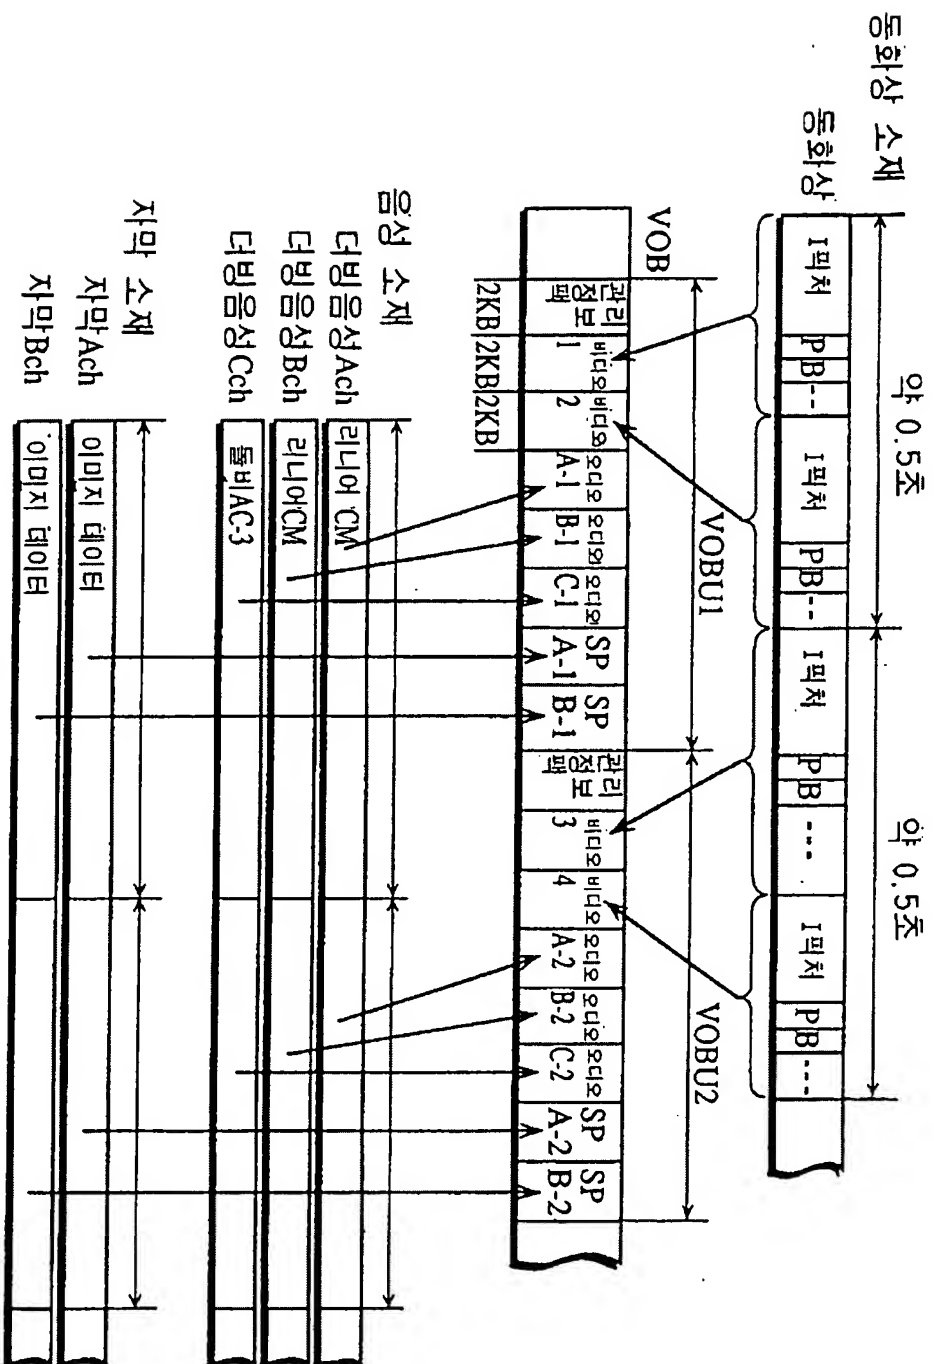 동화상 소재
약 0.5초
약 0.5초
동화상
I픽처 P B -- I픽처 P B -- I픽처 P B --- I픽처 P B ---
VOB
VOBU1
VOBU2
관리
정보
팩
비디오
1
비디오
2
오디오
A-1
오디오
B-1
오디오
C-1
SP
A-1
SP
B-1
관리
정보
팩
비디오
3
비디오
4
오디오
A-2
오디오
B-2
오디오
C-2
SP
A-2
SP
B-2
2KB 2KB 2KB
음성 소재
더빙음성Ach
리니어 CM
더빙음성Bch
리니어CM
더빙음성Cch
돌비AC-3
자막 소재
자막Ach
이미지 데이터
자막Bch
이미지 데이터